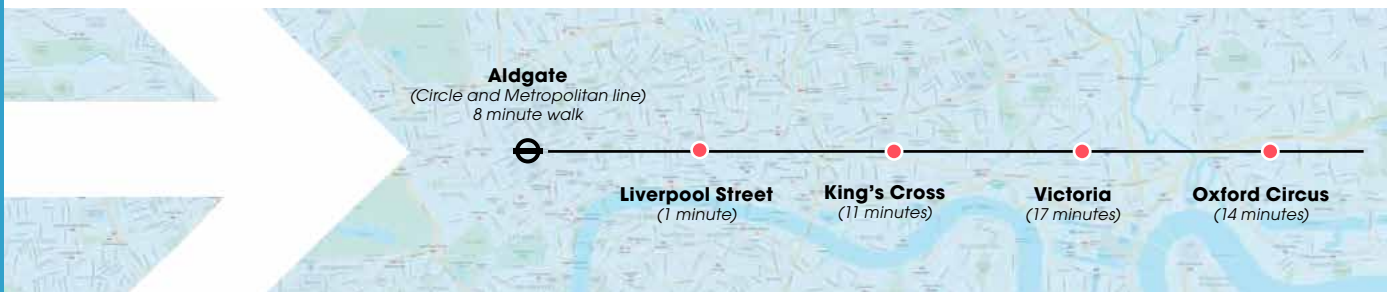 Aldgate
(Circle and Metropolitan line)
8 minute walk
Liverpool Street
(1 minute)
King's Cross
(11 minutes)
Victoria
(17 minutes)
Oxford Circus
(14 minutes)